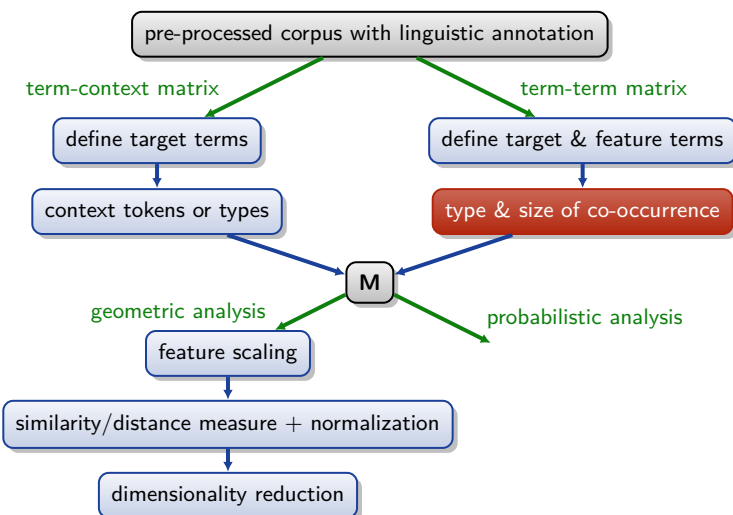 pre-processed corpus with linguistic annotation
term-context matrix
term-term matrix
define target terms
define target & feature terms
context tokens or types
type & size of co-occurrence
M
geometric analysis
probabilistic analysis
feature scaling
similarity/distance measure + normalization
dimensionality reduction